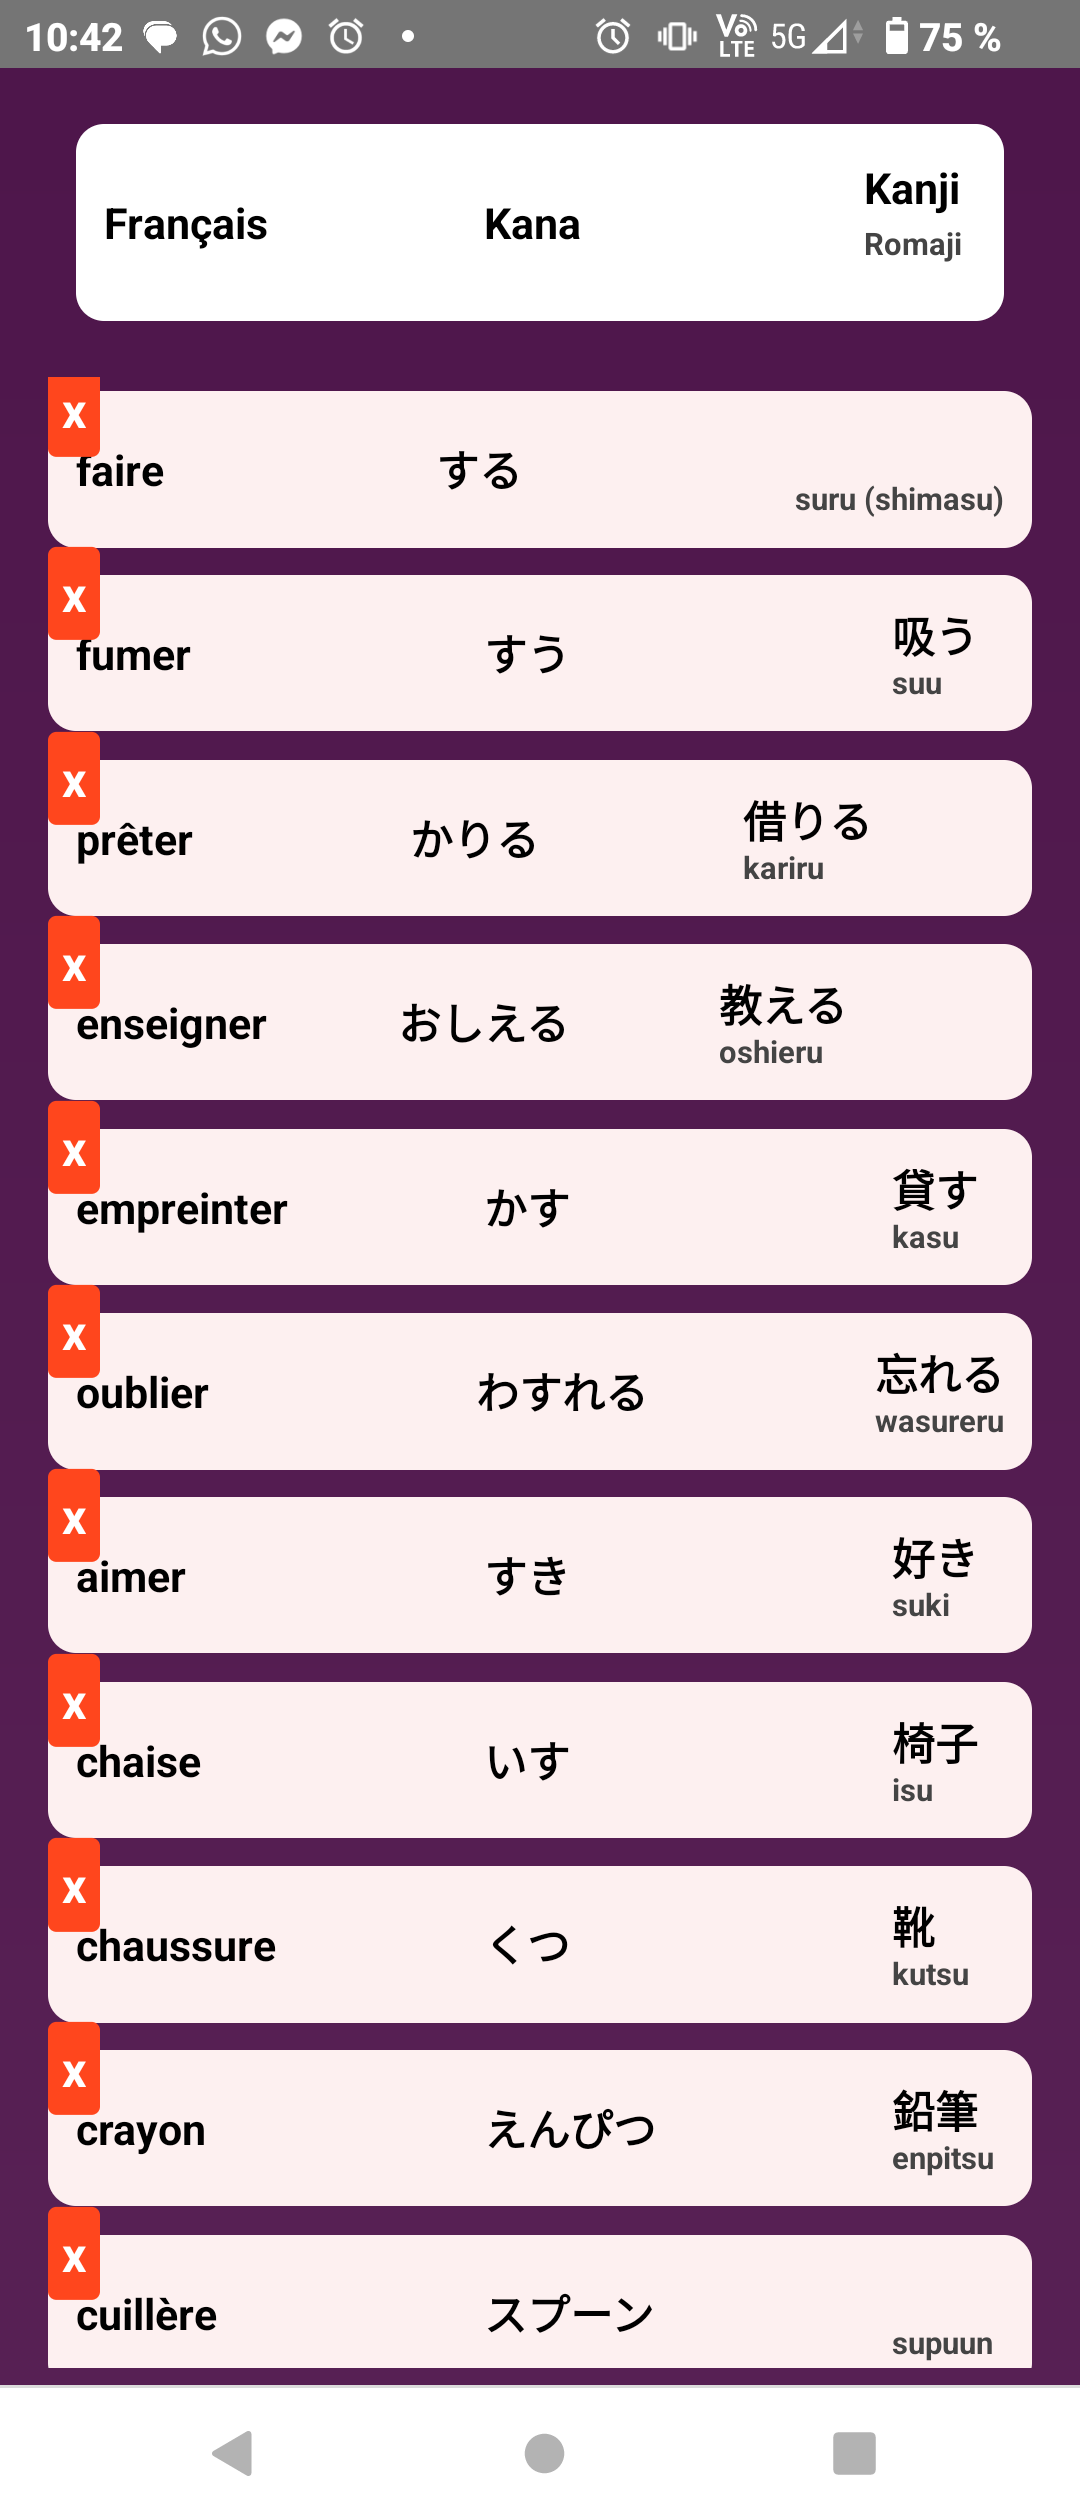 10:42 Vo LTE 5G 75 %
Français Kana Kanji
Romaji
x
faire する
suru (shimasu)
x
fumer すう 吸う
suu
x
prêter かりる 借りる
kariru
x
enseigner おしえる 教える
oshieru
x
empreinter かす 貸す
kasu
x
oublier わすれる 忘れる
wasureru
x
aimer すき 好き
suki
x
chaise いす 椅子
isu
x
chaussure くつ 靴
kutsu
x
crayon えんぴつ 鉛筆
enpitsu
x
cuillère スプーン
supuun